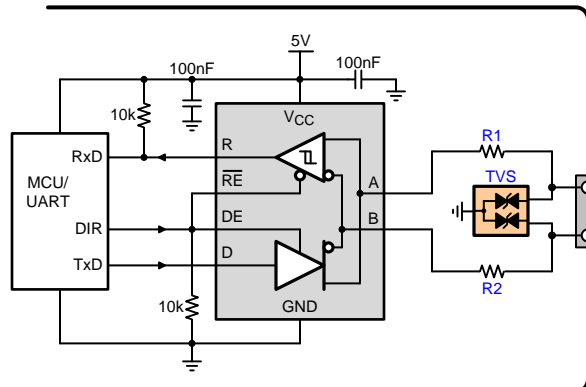 5V
100nF
100nF
10k
VCC
R1
RxD
R
RE
A
TVS
MCU/
UART
B
DIR
DE
TxD
D
R2
10k
GND